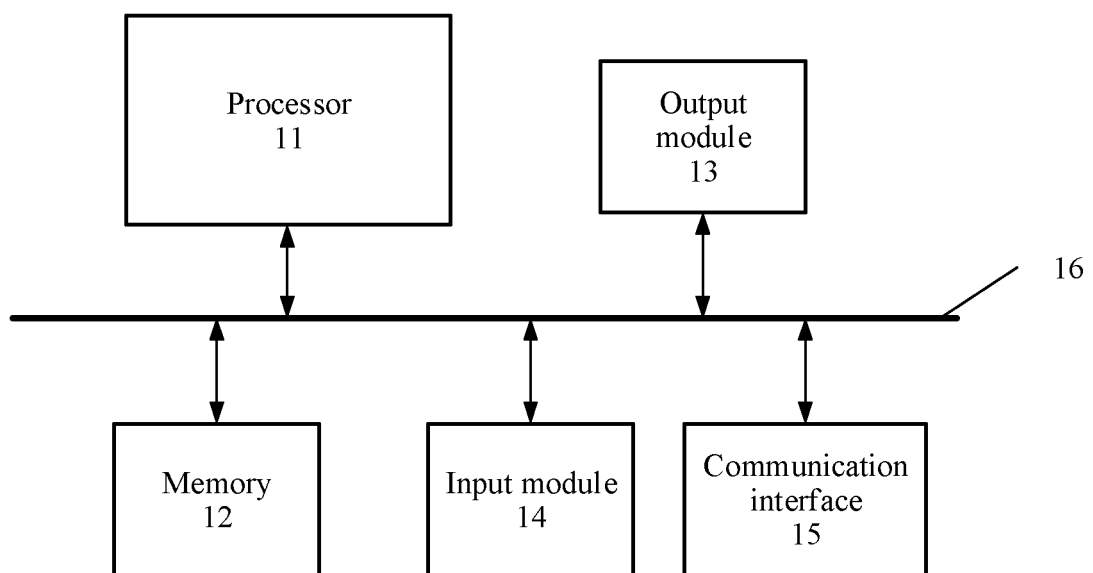 Processor
11
Output
module
13
16
Memory
12
Input module
14
Communication
interface
15